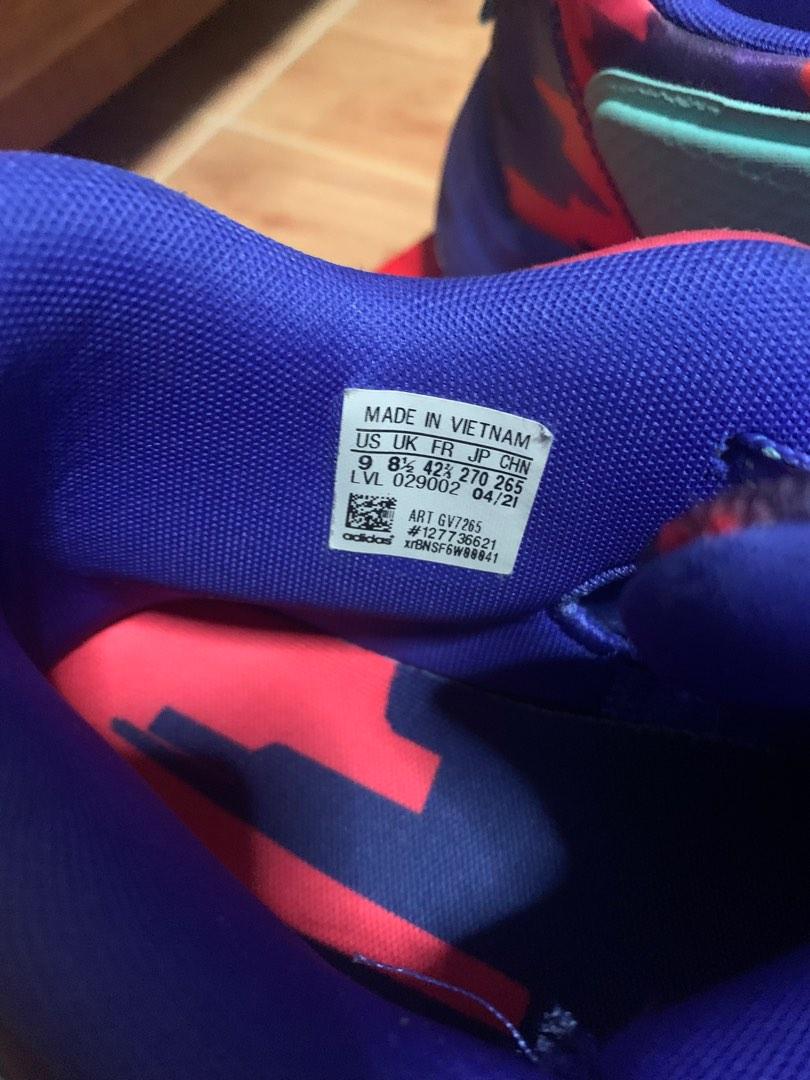 MADE IN VIETNAM
US UK FR JP CHN
9 8½ 42⅔ 270 265
LVL 029002 04/21
ART GV7265
#127736621
adidas xrBNSF6W00041